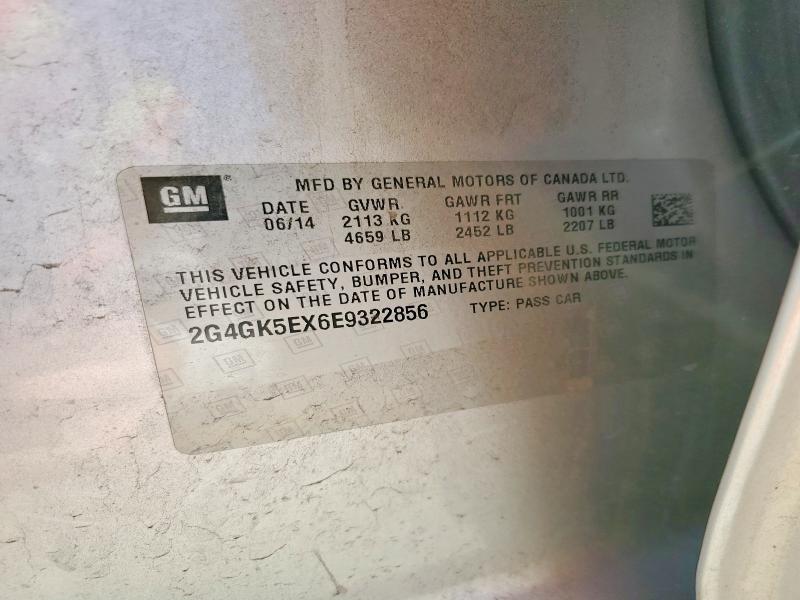 GM ®
MFD BY GENERAL MOTORS OF CANADA LTD.
DATE GVWR GAWR FRT GAWR RR
06/14 2113 KG 1112 KG 1001 KG
4659 LB 2452 LB 2207 LB
THIS VEHICLE CONFORMS TO ALL APPLICABLE U.S. FEDERAL MOTOR
VEHICLE SAFETY, BUMPER, AND THEFT PREVENTION STANDARDS IN
EFFECT ON THE DATE OF MANUFACTURE SHOWN ABOVE.
2G4GK5EX6E9322856 TYPE: PASS CAR